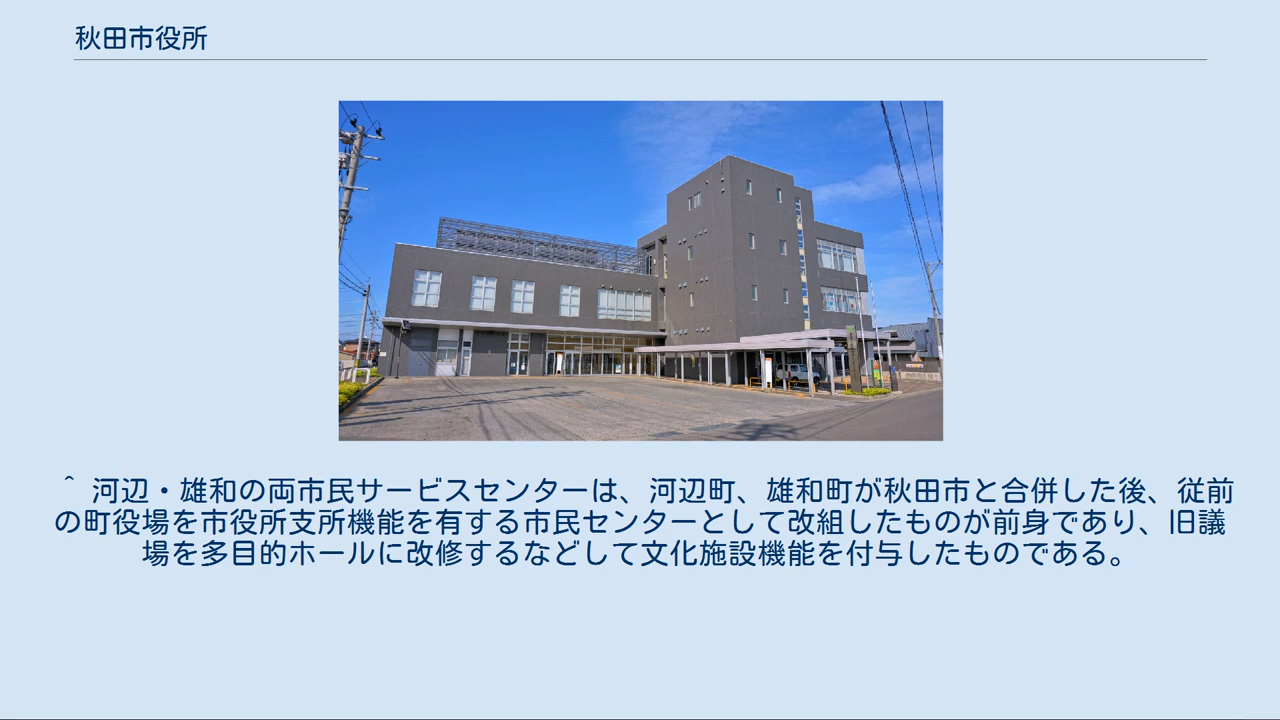 秋田市役所
^ 河辺・雄和の両市民サービスセンターは、河辺町、雄和町が秋田市と合併した後、従前
の町役場を市役所支所機能を有する市民センターとして改組したものが前身であり、旧議
場を多目的ホールに改修するなどして文化施設機能を付与したものである。